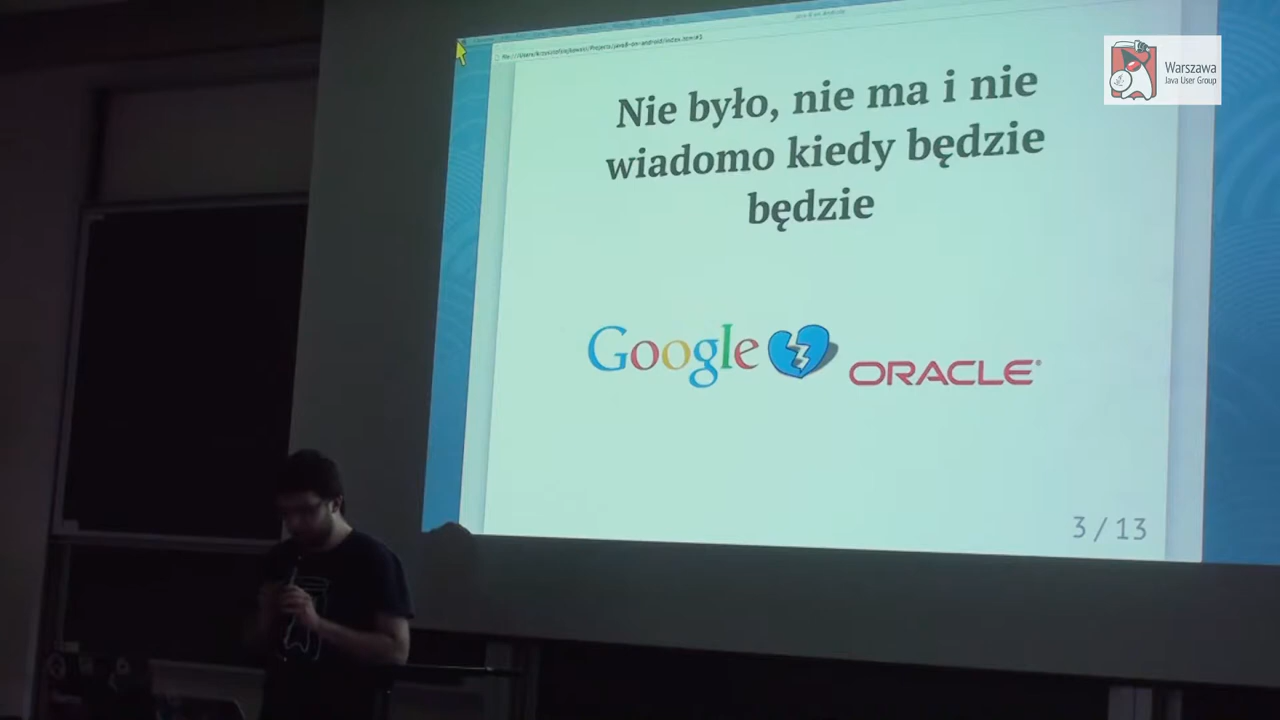 Warszawa
Java User Group
Nie było, nie ma i nie
wiadomo kiedy będzie
będzie
Google
ORACLE®
3 / 13